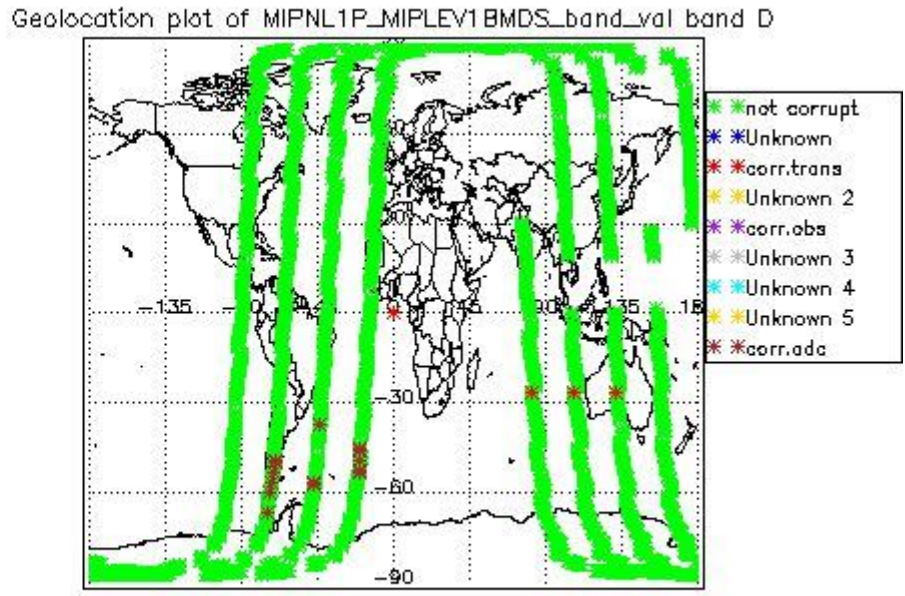 Geolocation plot of MIPNL1P_MIPLEV1BMDS_band_val band D
not corrupt
Unknown
corr.trans
Unknown 2
corr.obs
Unknown 3
Unknown 4
Unknown 5
corr.adc
-135
-30
-60
-90